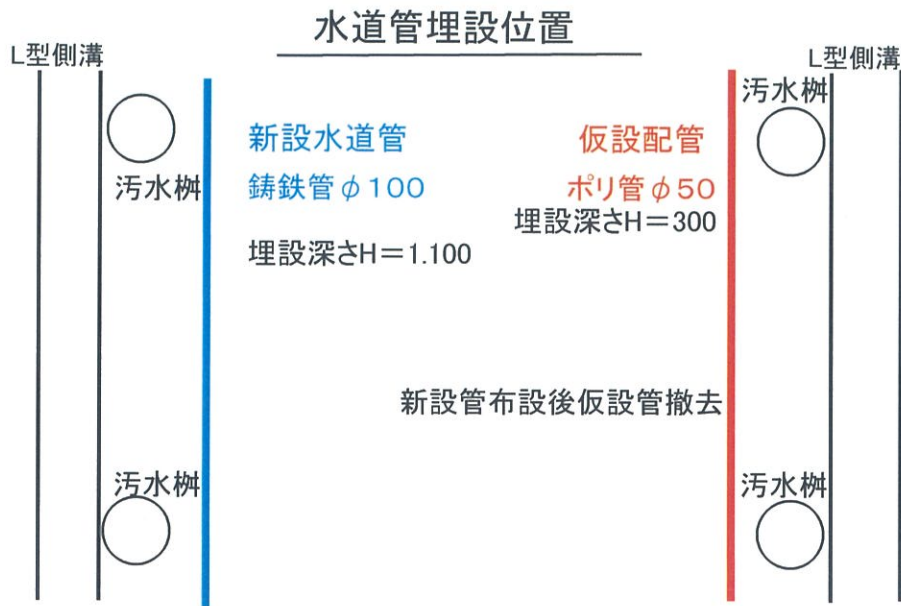 水道管埋設位置
L型側溝
L型側溝
汚水桝
汚水桝
新設水道管
鋳鉄管φ100
埋設深さH=1.100
仮設配管
ポリ管φ50
埋設深さH=300
新設管布設後仮設管撤去
汚水桝
汚水桝